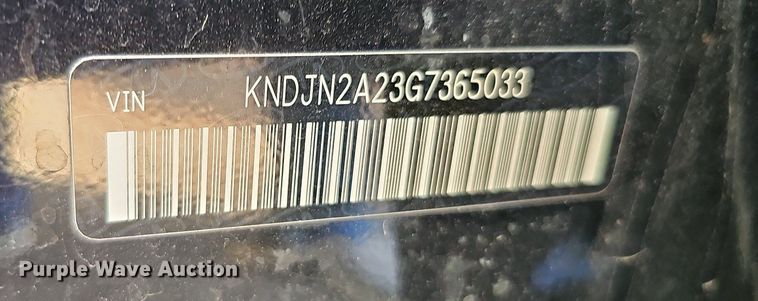 VIN KNDJN2A23G7365033
Purple Wave Auction